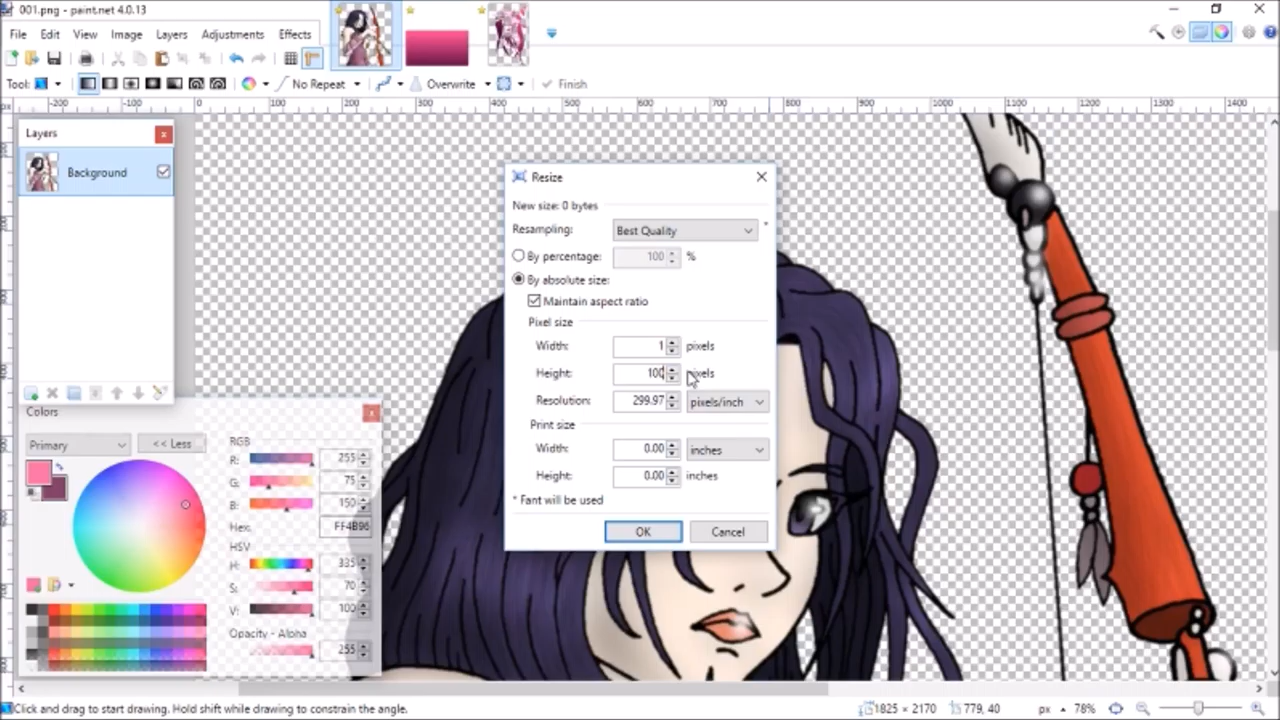 001.png - paint.net 4.0.13
File Edit View Image Layers Adjustments Effects
Tool: No Repeat Overwrite Finish
px -200 -100 0 100 200 300 400 500 600 700 800 900 1000 1100 1200 1300 1400
Layers
Background
Colors
Primary
<< Less
RGB
R: 255
G: 75
B: 150
Hex: FF4B96
HSV
H: 335
S: 70
V: 100
Opacity - Alpha
255
Resize
New size: 0 bytes
Resampling: Best Quality *
By percentage: 100 %
By absolute size:
Maintain aspect ratio
Pixel size
Width: 1 pixels
Height: 100 pixels
Resolution: 299.97 pixels/inch
Print size
Width: 0.00 inches
Height: 0.00 inches
* Fant will be used
OK Cancel
Click and drag to start drawing. Hold shift while drawing to constrain the angle. 1825 × 2170 779, 40 px 78%